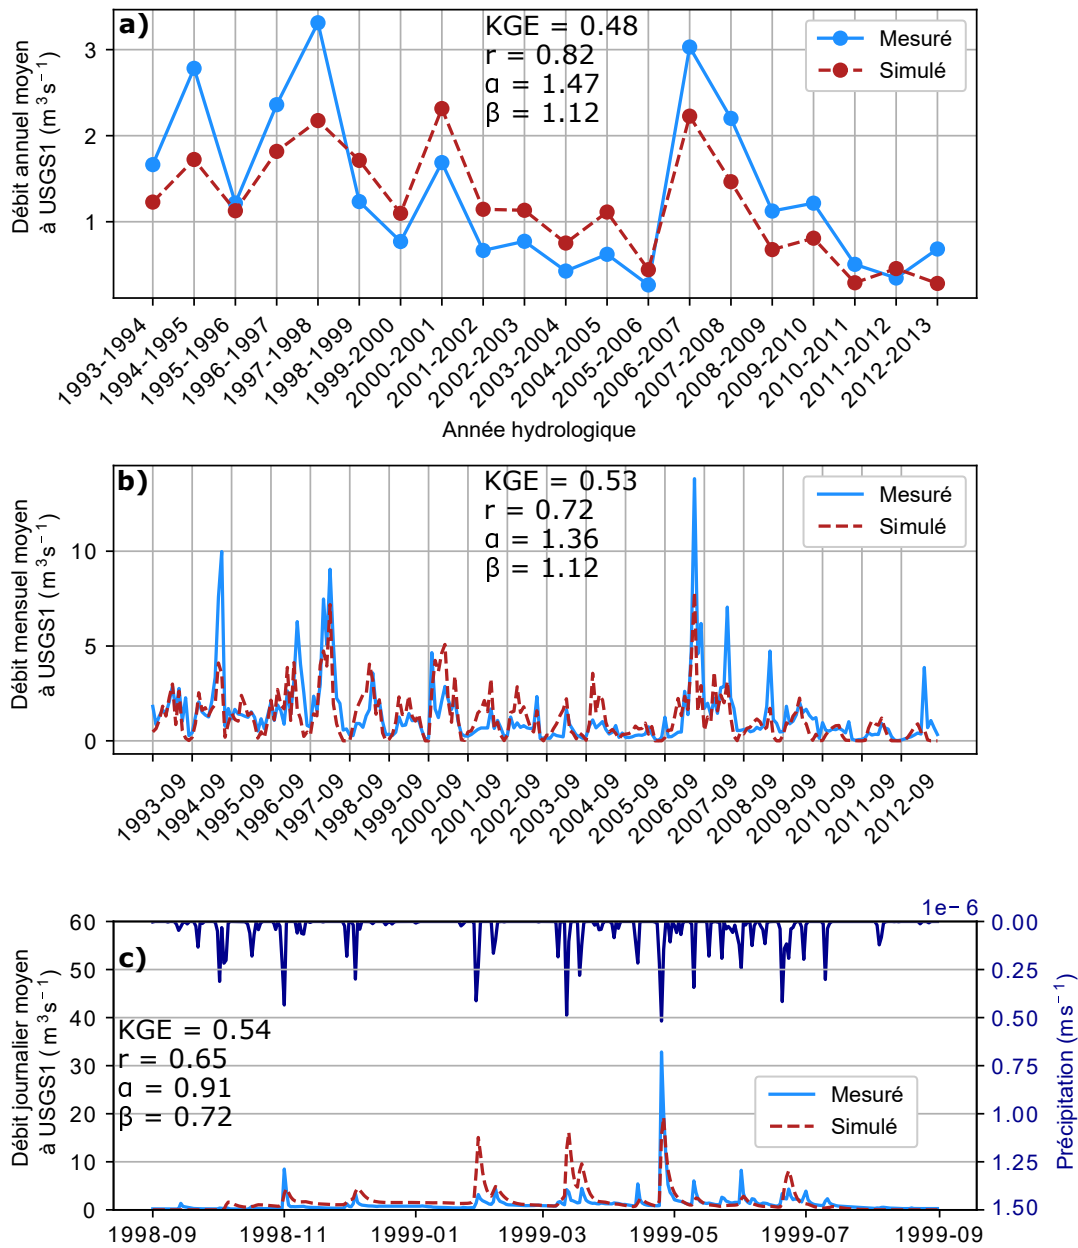 a)
KGE = 0.48
r = 0.82
α = 1.47
β = 1.12
Mesuré
Simulé
Débit annuel moyen
à USGS1 (m³s⁻¹)
3
2
1
1993-1994
1994-1995
1995-1996
1996-1997
1997-1998
1998-1999
1999-2000
2000-2001
2001-2002
2002-2003
2003-2004
2004-2005
2005-2006
2006-2007
2007-2008
2008-2009
2009-2010
2010-2011
2011-2012
2012-2013
Année hydrologique
b)
KGE = 0.53
r = 0.72
α = 1.36
β = 1.12
Mesuré
Simulé
Débit mensuel moyen
à USGS1 (m³s⁻¹)
10
5
0
1993-09
1994-09
1995-09
1996-09
1997-09
1998-09
1999-09
2000-09
2001-09
2002-09
2003-09
2004-09
2005-09
2006-09
2007-09
2008-09
2009-09
2010-09
2011-09
2012-09
1e-6
c)
KGE = 0.54
r = 0.65
α = 0.91
β = 0.72
Mesuré
Simulé
Débit journalier moyen
à USGS1 (m³s⁻¹)
60
50
40
30
20
10
0
0.00
0.25
0.50
0.75
1.00
1.25
1.50
Précipitation (ms⁻¹)
1998-09
1998-11
1999-01
1999-03
1999-05
1999-07
1999-09